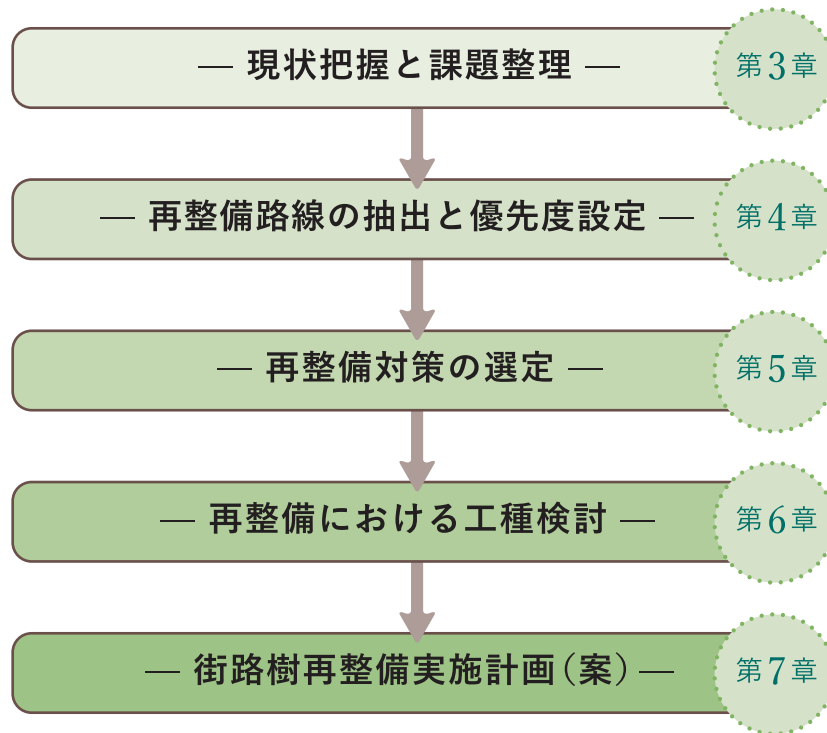 ― 現状把握と課題整理 ― 第3章
― 再整備路線の抽出と優先度設定 ― 第4章
― 再整備対策の選定 ― 第5章
― 再整備における工種検討 ― 第6章
― 街路樹再整備実施計画（案）― 第7章